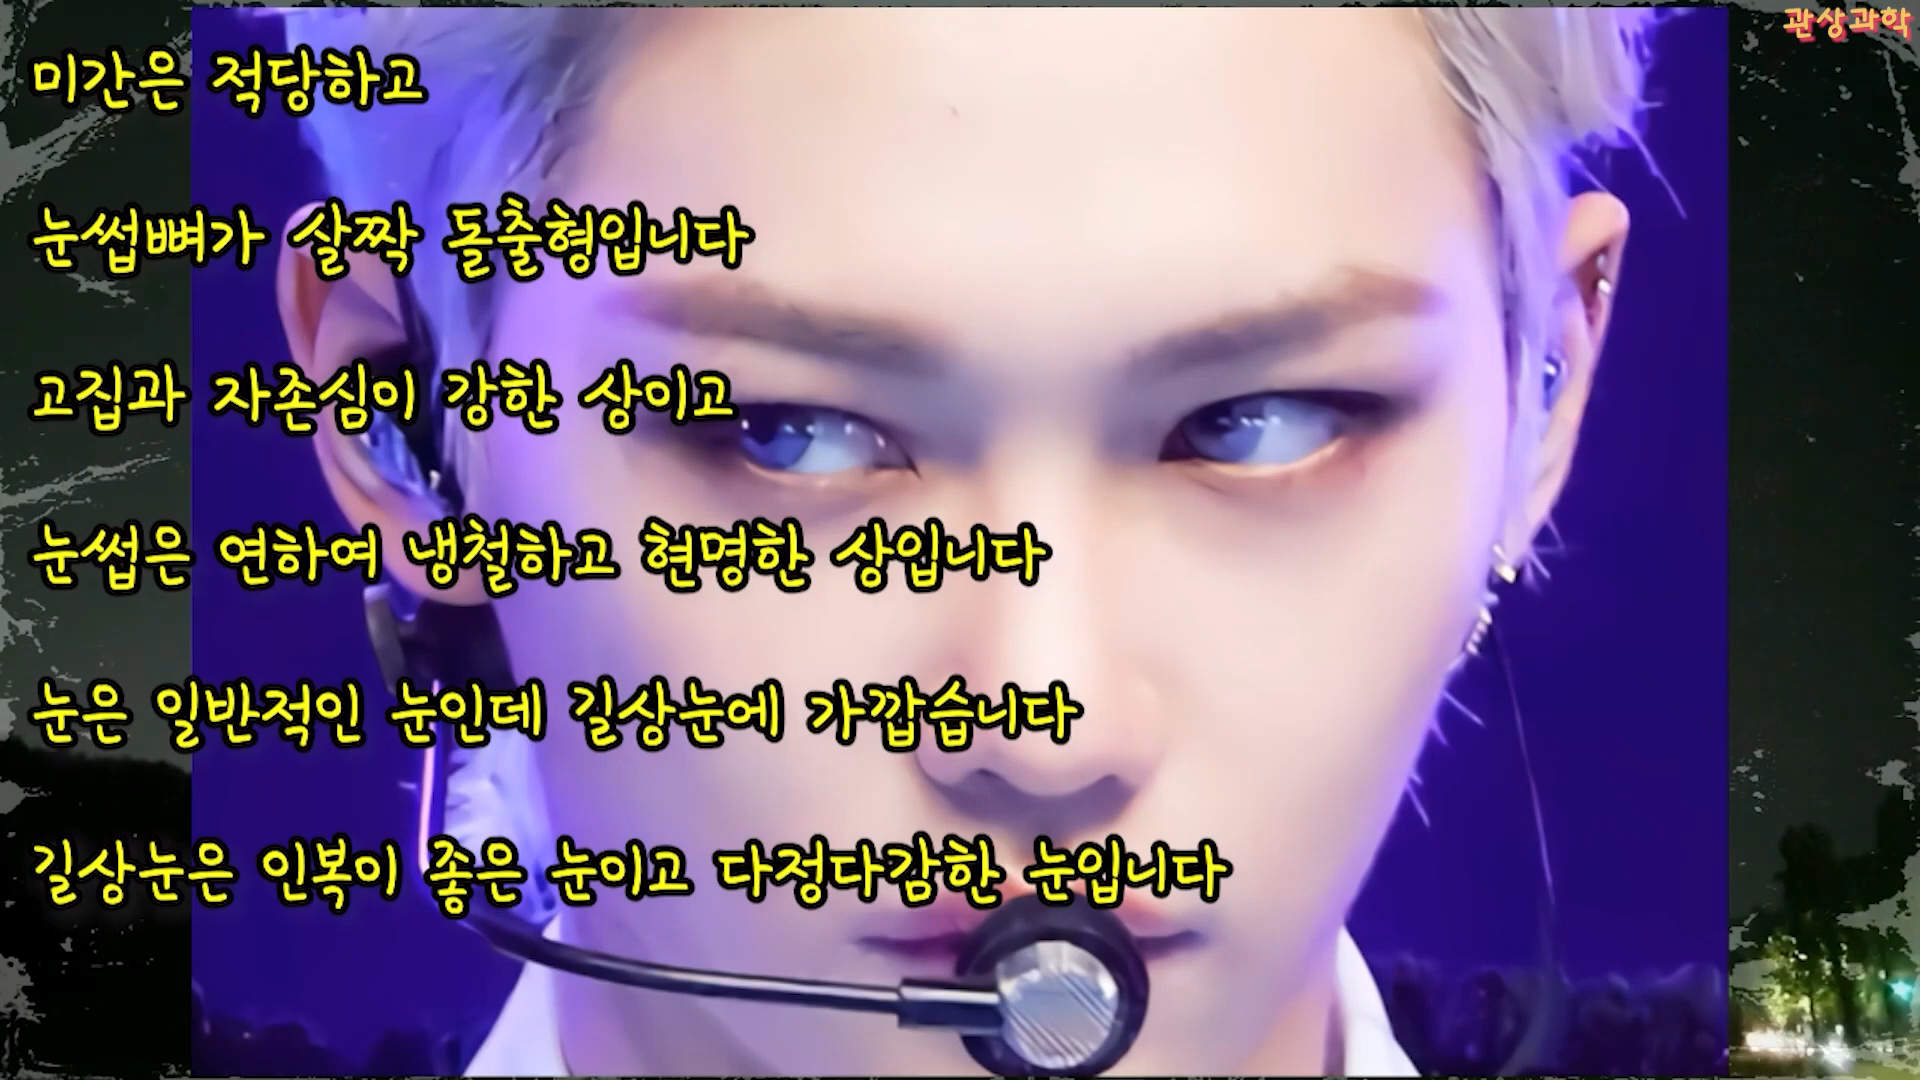 관상과학
미간은 적당하고
눈썹뼈가 살짝 돌출형입니다
고집과 자존심이 강한 상이고
눈썹은 연하여 냉철하고 현명한 상입니다
눈은 일반적인 눈인데 길상눈에 가깝습니다
길상눈은 인복이 좋은 눈이고 다정다감한 눈입니다